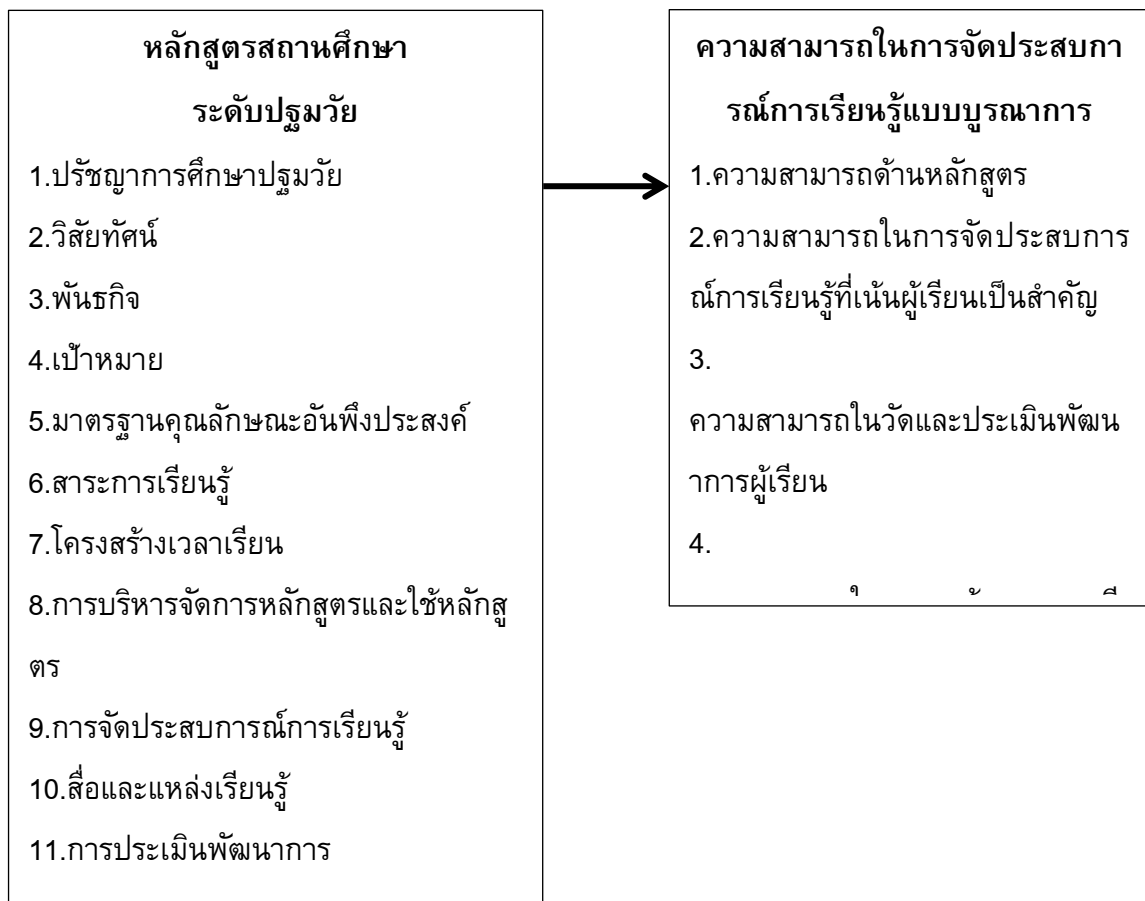 หลักสูตรสถานศึกษา
ระดับปฐมวัย
1.ปรัชญาการศึกษาปฐมวัย
2.วิสัยทัศน์
3.พันธกิจ
4.เป้าหมาย
5.มาตรฐานคุณลักษณะอันพึงประสงค์
6.สาระการเรียนรู้
7.โครงสร้างเวลาเรียน
8.การบริหารจัดการหลักสูตรและใช้หลักสู
ตร
9.การจัดประสบการณ์การเรียนรู้
10.สื่อและแหล่งเรียนรู้
11.การประเมินพัฒนาการ
ความสามารถในการจัดประสบกา
รณ์การเรียนรู้แบบบูรณาการ
1.ความสามารถด้านหลักสูตร
2.ความสามารถในการจัดประสบการ
ณ์การเรียนรู้ที่เน้นผู้เรียนเป็นสำคัญ
3.
ความสามารถในวัดและประเมินพัฒน
าการผู้เรียน
4.